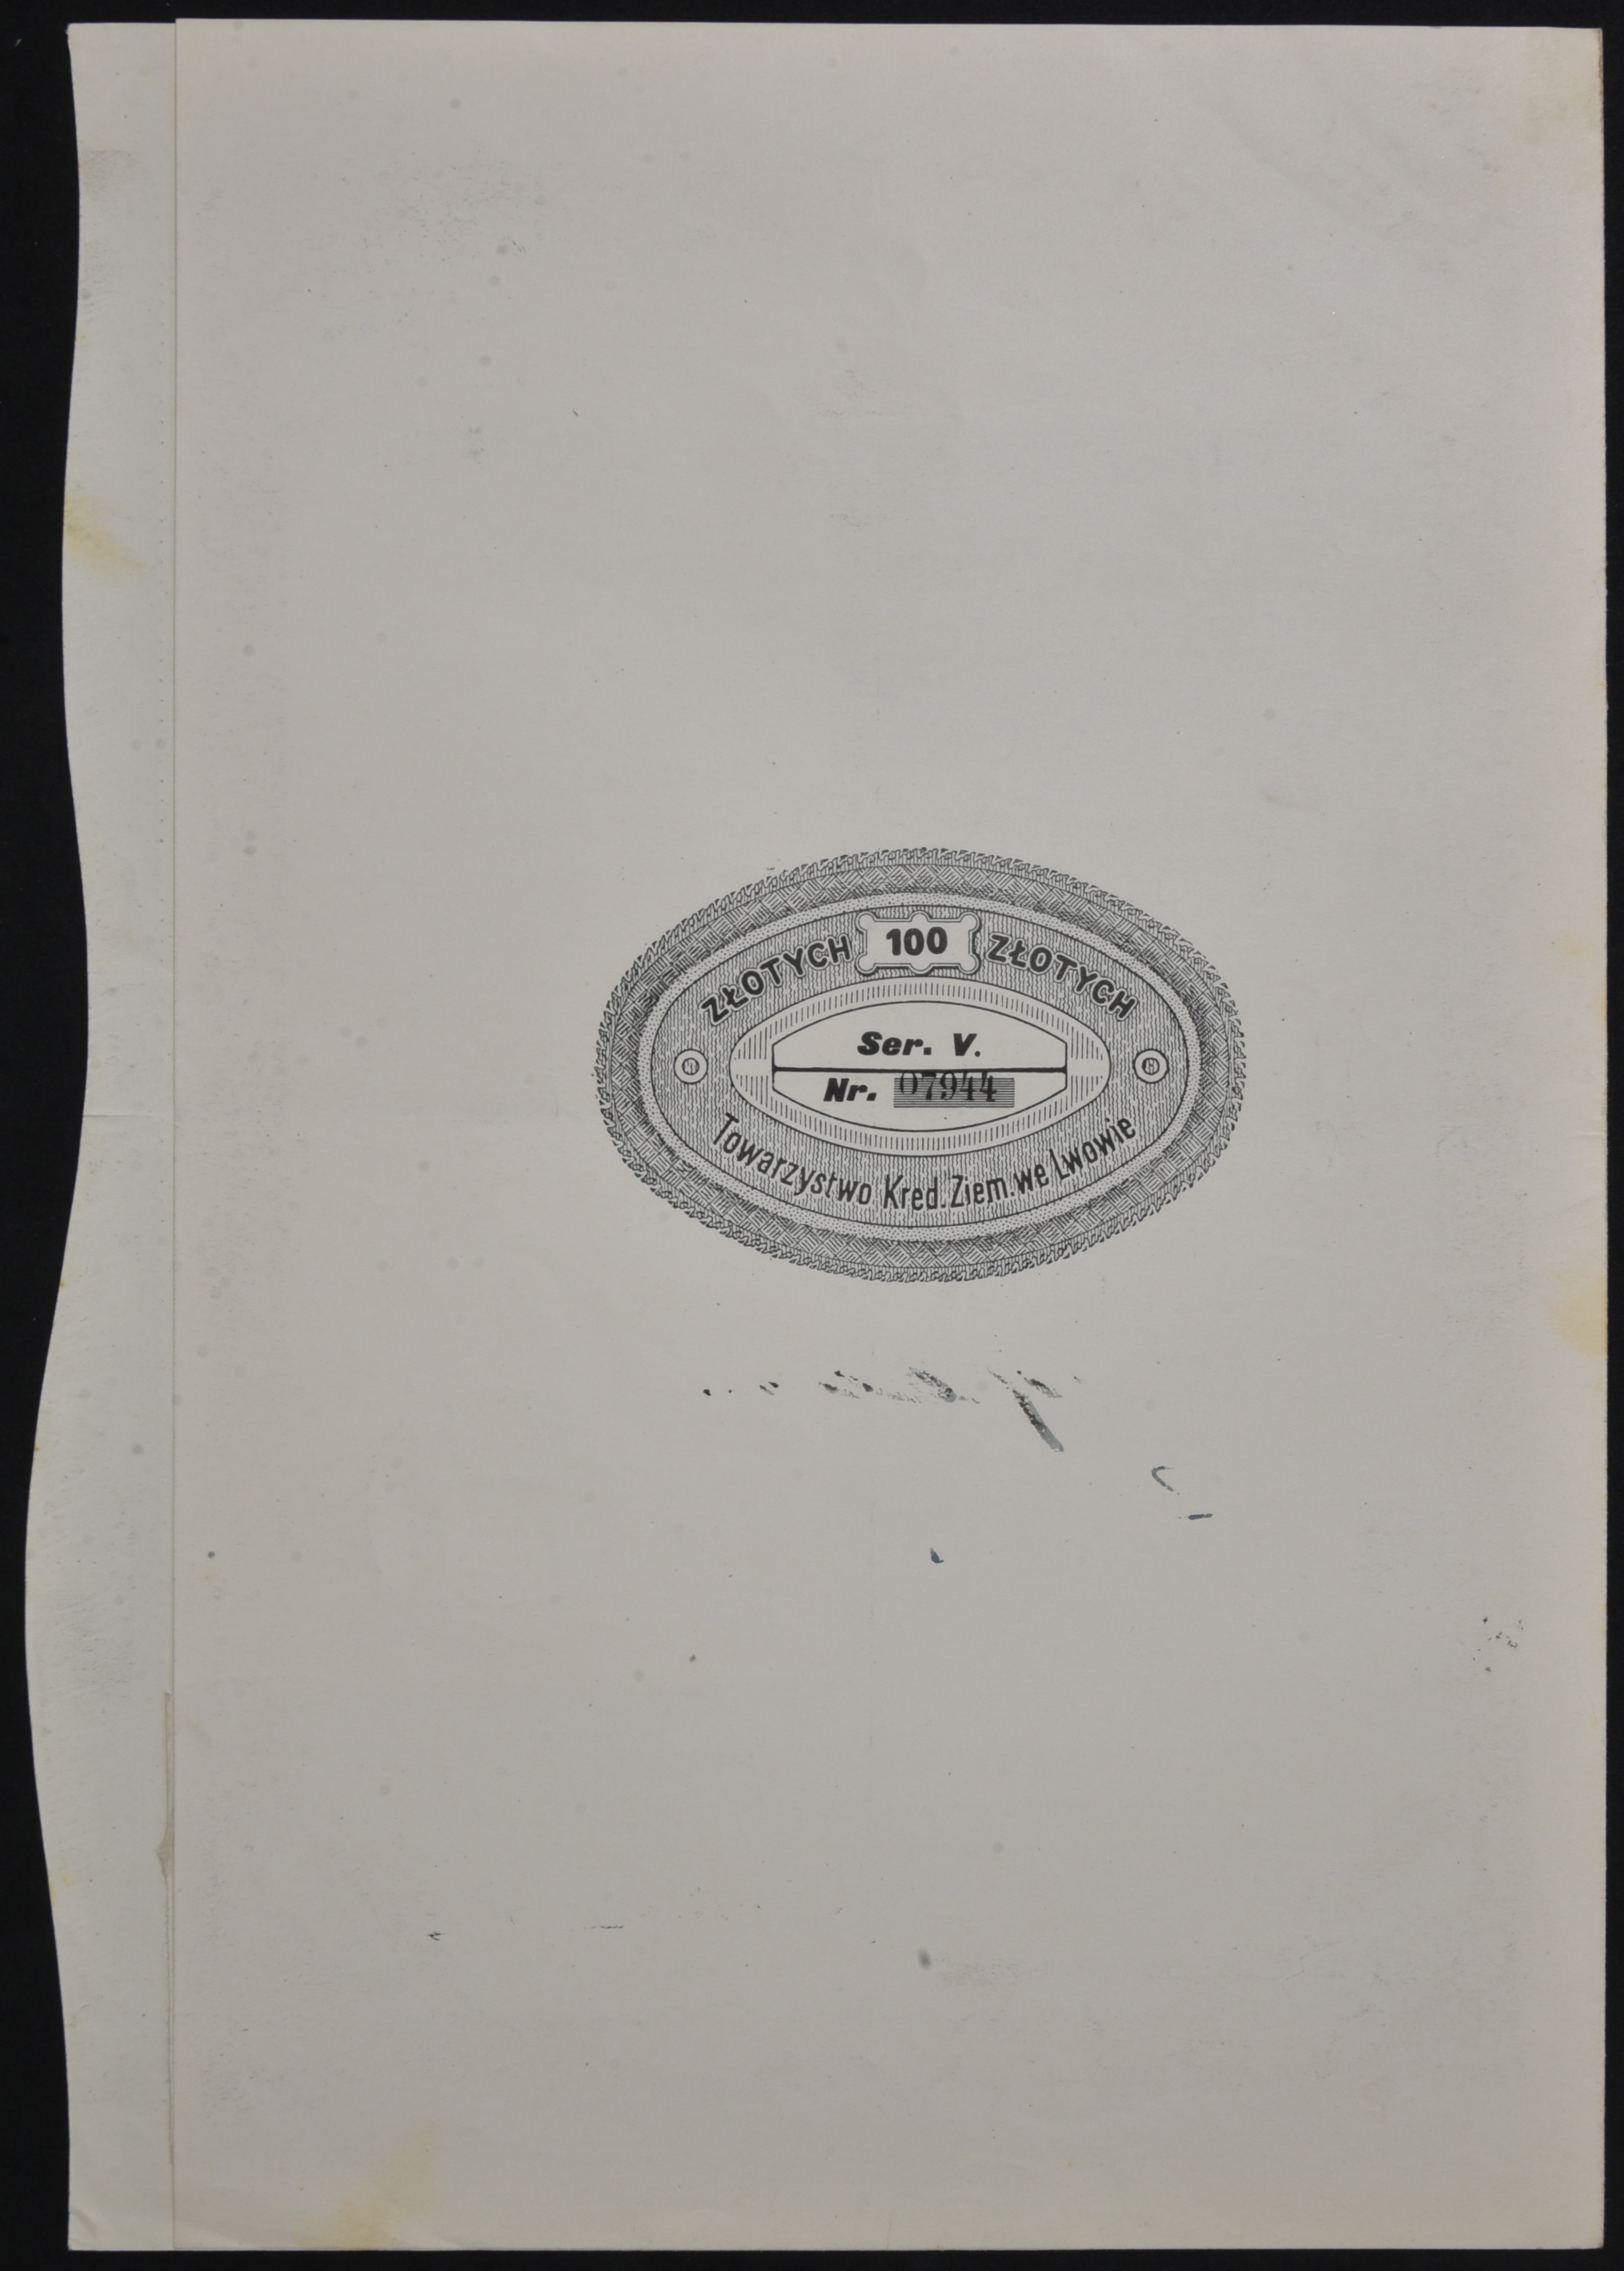 ZŁOTYCH 100 ZŁOTYCH
Ser. V.
Nr. 07944
Towarzystwo Kred. Ziem. we Lwowie